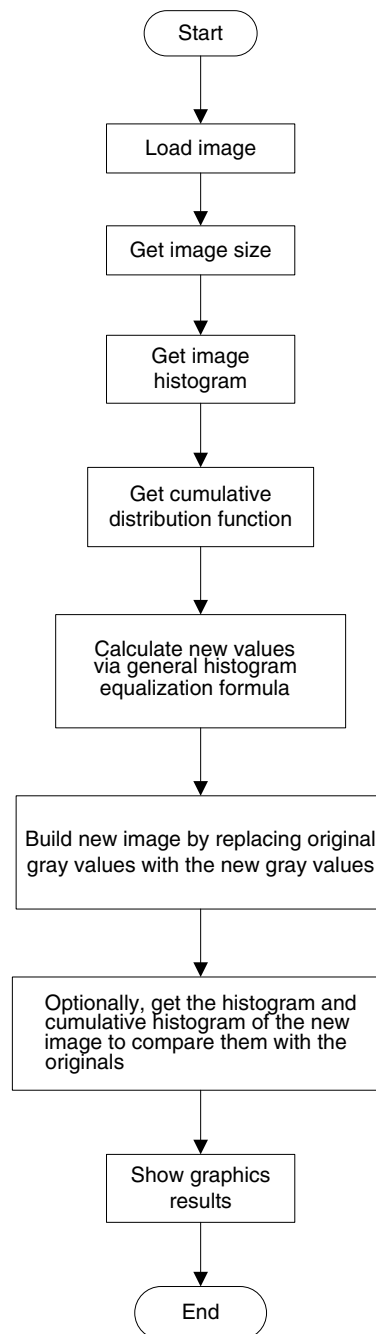 Start
Load image
Get image size
Get image
histogram
Get cumulative
distribution function
Calculate new values
via general histogram
equalization formula
Build new image by replacing original
gray values with the new gray values
Optionally, get the histogram and
cumulative histogram of the new
image to compare them with the
originals
Show graphics
results
End